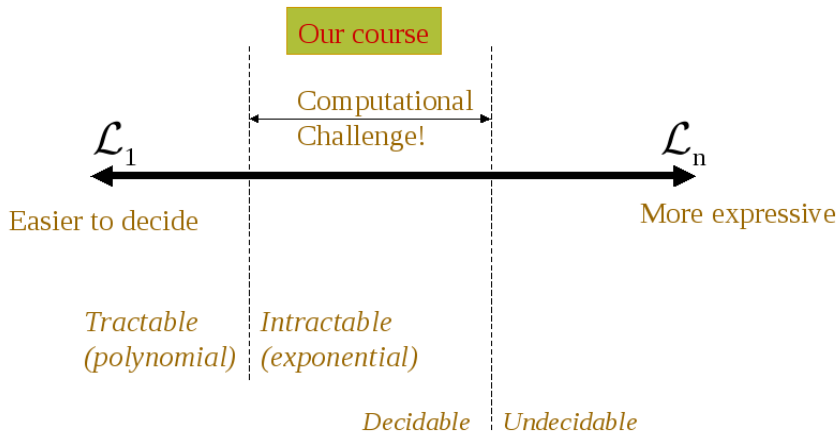 Our course
Computational
Challenge!
ℒ₁
ℒₙ
Easier to decide
More expressive
Tractable
(polynomial)
Intractable
(exponential)
Decidable
Undecidable